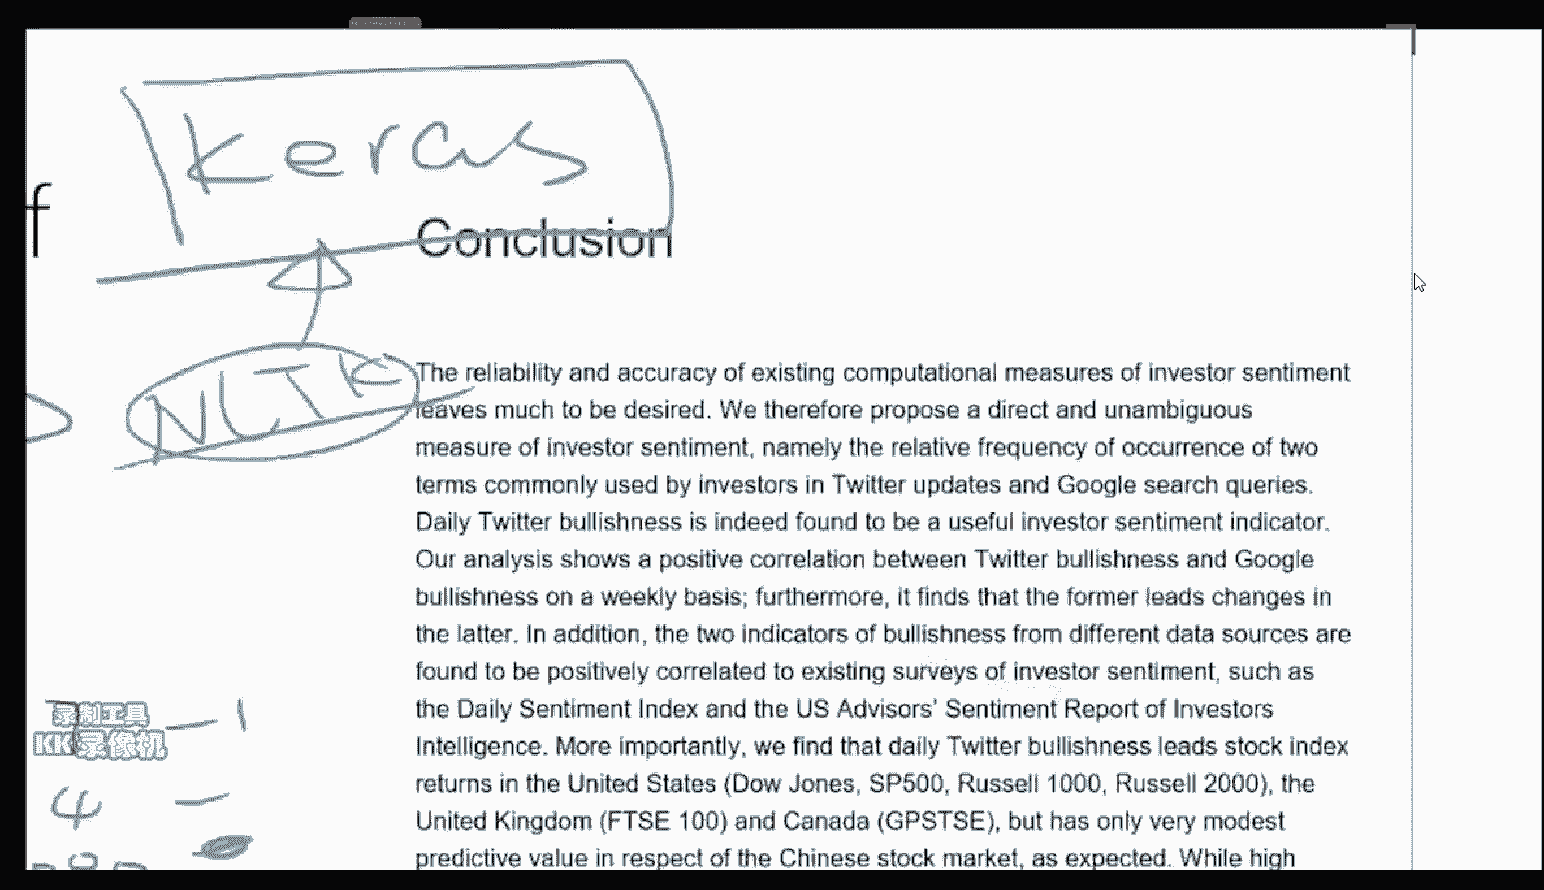 keras
f
Conclusion
NLTK
The reliability and accuracy of existing computational measures of investor sentiment
leaves much to be desired. We therefore propose a direct and unambiguous
measure of investor sentiment, namely the relative frequency of occurrence of two
terms commonly used by investors in Twitter updates and Google search queries.
Daily Twitter bullishness is indeed found to be a useful investor sentiment indicator.
Our analysis shows a positive correlation between Twitter bullishness and Google
bullishness on a weekly basis; furthermore, it finds that the former leads changes in
the latter. In addition, the two indicators of bullishness from different data sources are
found to be positively correlated to existing surveys of investor sentiment, such as
the Daily Sentiment Index and the US Advisors' Sentiment Report of Investors
录制工具
— 1
KK录像机
Intelligence. More importantly, we find that daily Twitter bullishness leads stock index
returns in the United States (Dow Jones, SP500, Russell 1000, Russell 2000), the
4 —
United Kingdom (FTSE 100) and Canada (GPSTSE), but has only very modest
predictive value in respect of the Chinese stock market, as expected. While high